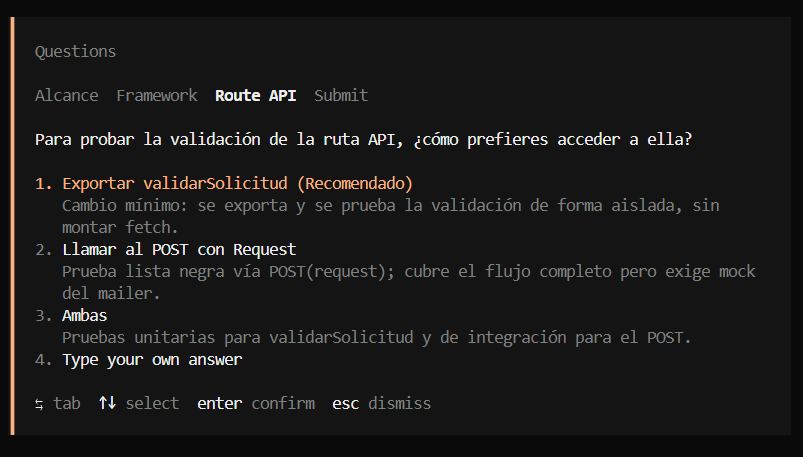 Questions
Alcance  Framework  Route API  Submit
Para probar la validación de la ruta API, ¿cómo prefieres acceder a ella?
1. Exportar validarSolicitud (Recomendado)
Cambio mínimo: se exporta y se prueba la validación de forma aislada, sin
montar fetch.
2. Llamar al POST con Request
Prueba lista negra vía POST(request); cubre el flujo completo pero exige mock
del mailer.
3. Ambas
Pruebas unitarias para validarSolicitud y de integración para el POST.
4. Type your own answer
⇆ tab  ↑↓ select  enter confirm  esc dismiss